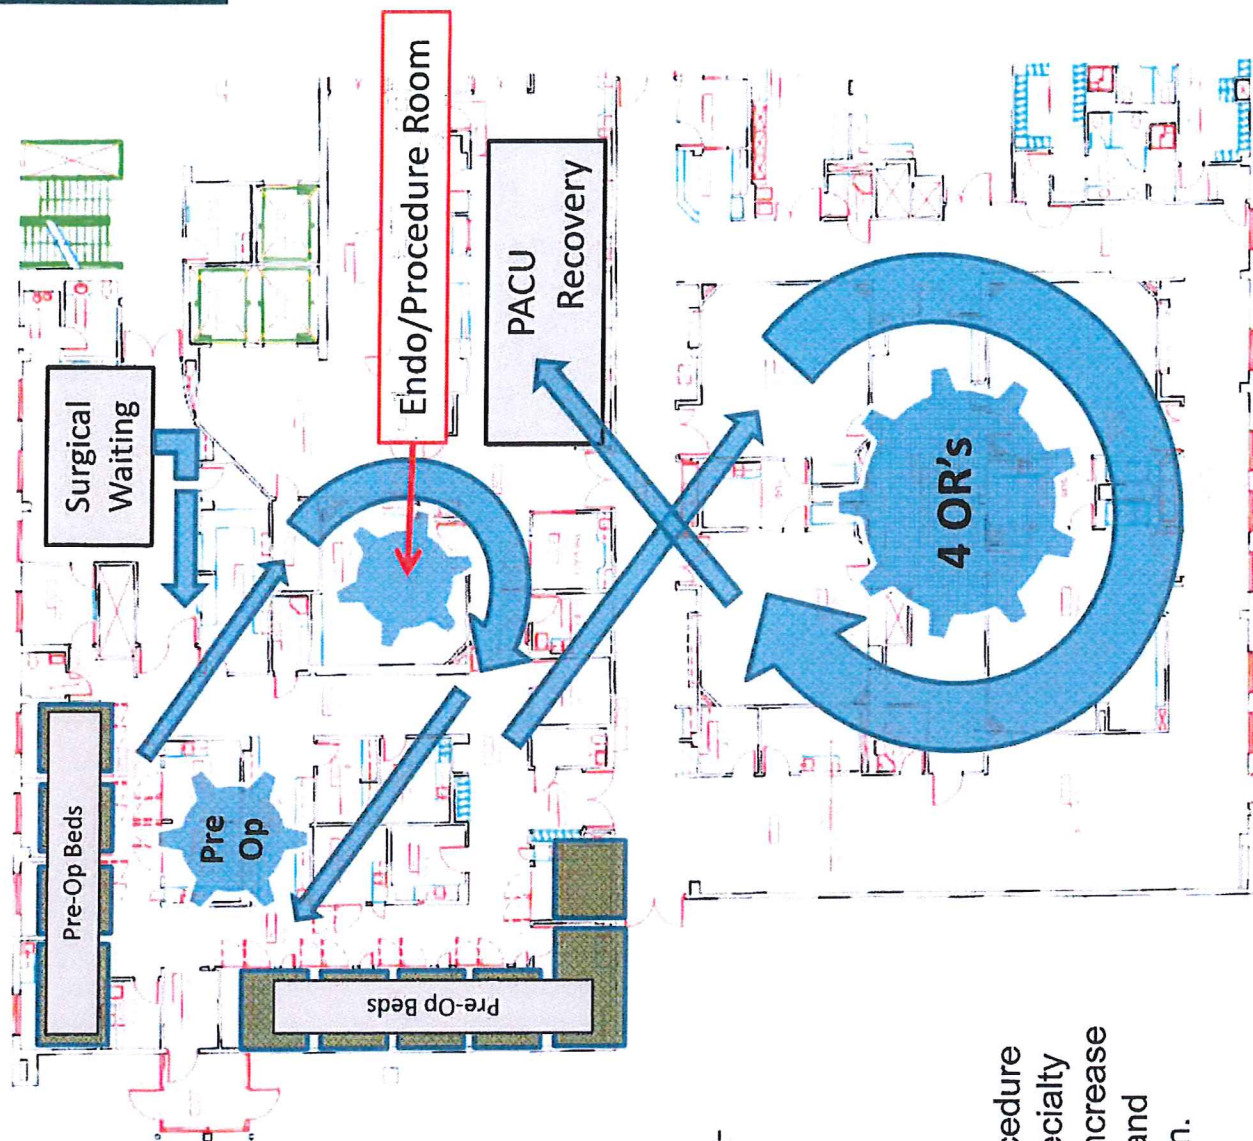 Pre-Op Beds
Surgical
Waiting
Pre
Op
Endo/Procedure Room
Pre-Op Beds
PACU
Recovery
4 OR's
cedure
ecialty
ncrease
and
n.